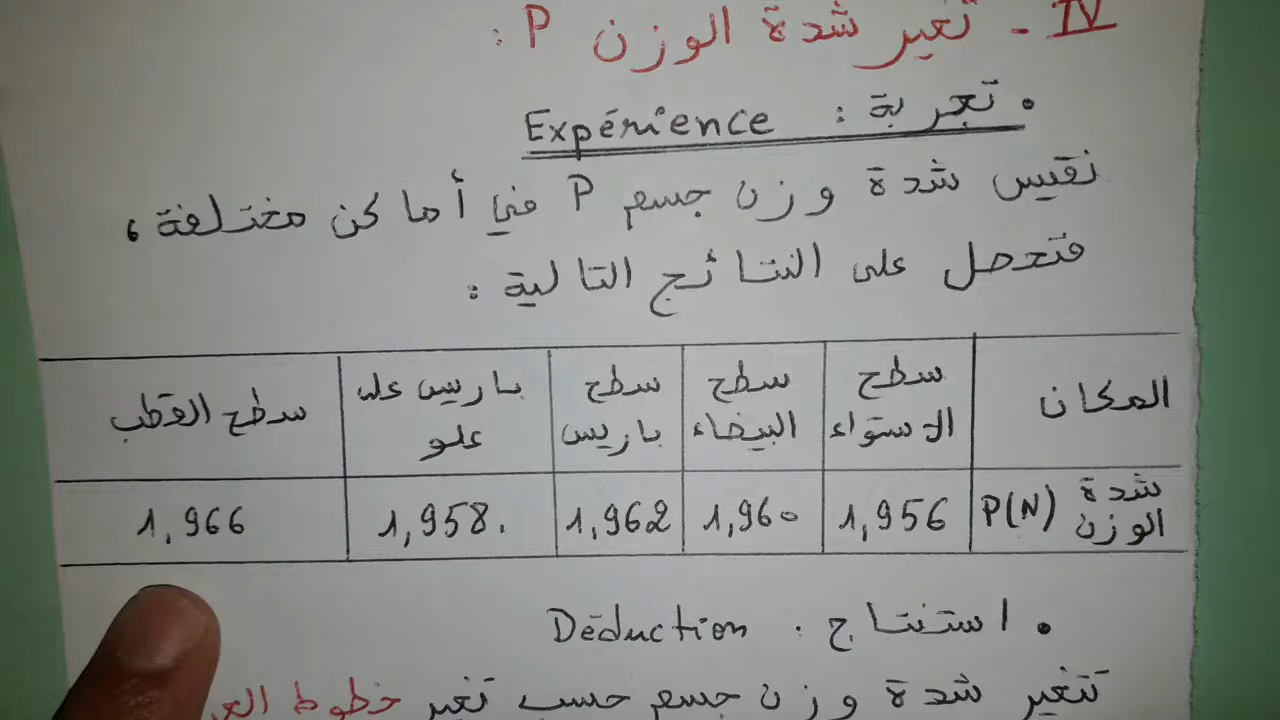 IV - تغير شدة الوزن P :
• تجربة : Expérience
نقيس شدة وزن جسم P في أماكن مختلفة ،
فتحصل على النتائج التالية :
المكان | سطح الاستواء | سطح البيضاء | سطح باريس | باريس على علو | سطح القطب
شدة الوزن P(N) | 1,956 | 1,960 | 1,962 | 1,958. | 1,966
• استنتاج . Déduction
تتغير شدة وزن جسم حسب تغير خطوط